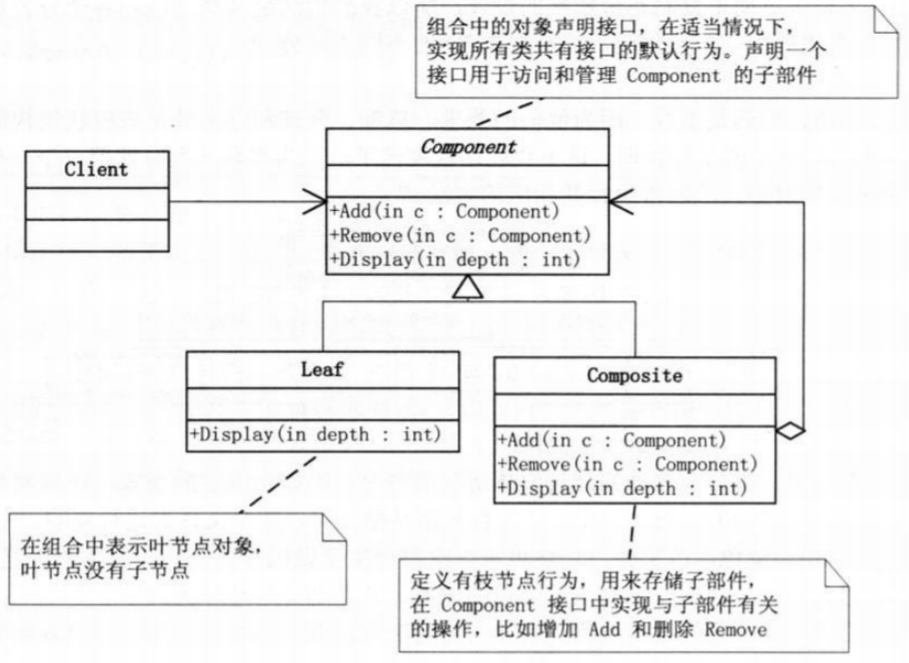 组合中的对象声明接口，在适当情况下，
实现所有类共有接口的默认行为。声明一个
接口用于访问和管理 Component 的子部件
Component
Client
+Add(in c : Component)
+Remove(in c : Component)
+Display(in depth : int)
Leaf
+Display(in depth : int)
Composite
+Add(in c : Component)
+Remove(in c : Component)
+Display(in depth : int)
在组合中表示叶节点对象，
叶节点没有子节点
定义有枝节点行为，用来存储子部件，
在 Component 接口中实现与子部件有关
的操作，比如增加 Add 和删除 Remove